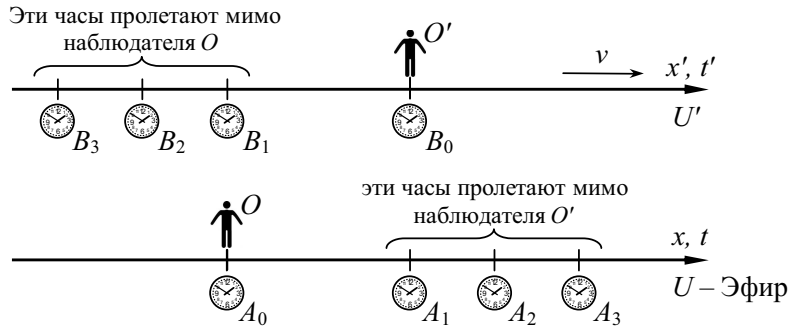 Эти часы пролетают мимо
наблюдателя O
O′
v
x′, t′
U′
B₃ B₂ B₁ B₀
эти часы пролетают мимо
наблюдателя O′
O
x, t
U – Эфир
A₀ A₁ A₂ A₃